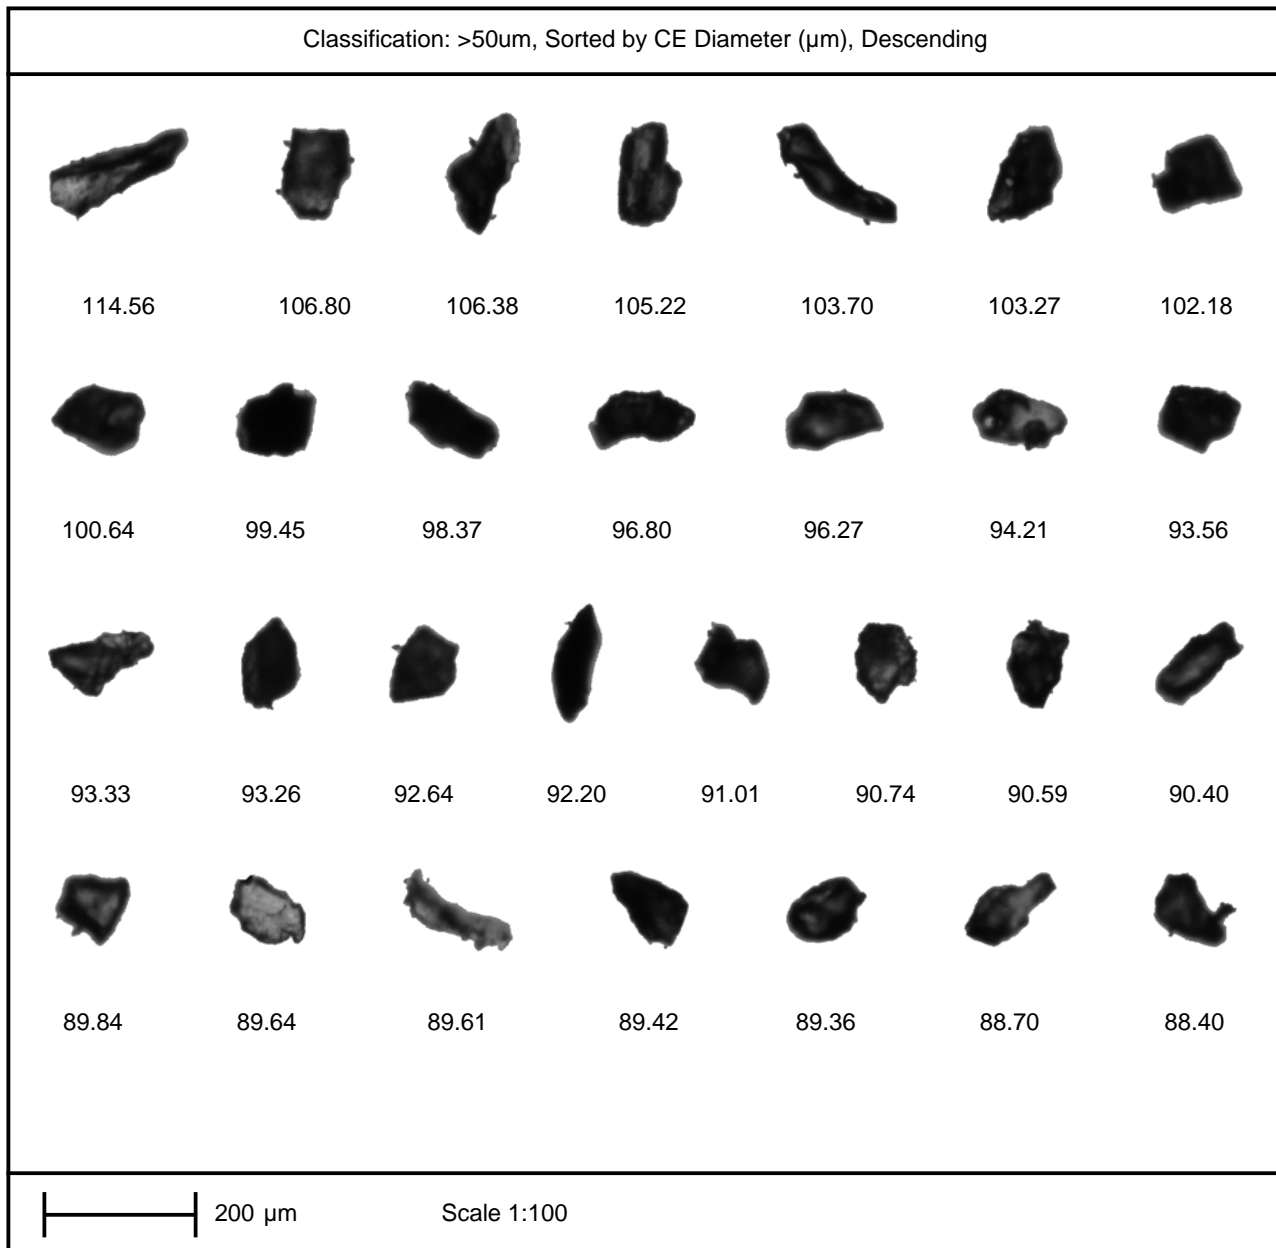 Classification: >50um, Sorted by CE Diameter (µm), Descending
114.56 106.80 106.38 105.22 103.70 103.27 102.18
100.64 99.45 98.37 96.80 96.27 94.21 93.56
93.33 93.26 92.64 92.20 91.01 90.74 90.59 90.40
89.84 89.64 89.61 89.42 89.36 88.70 88.40
200 µm Scale 1:100